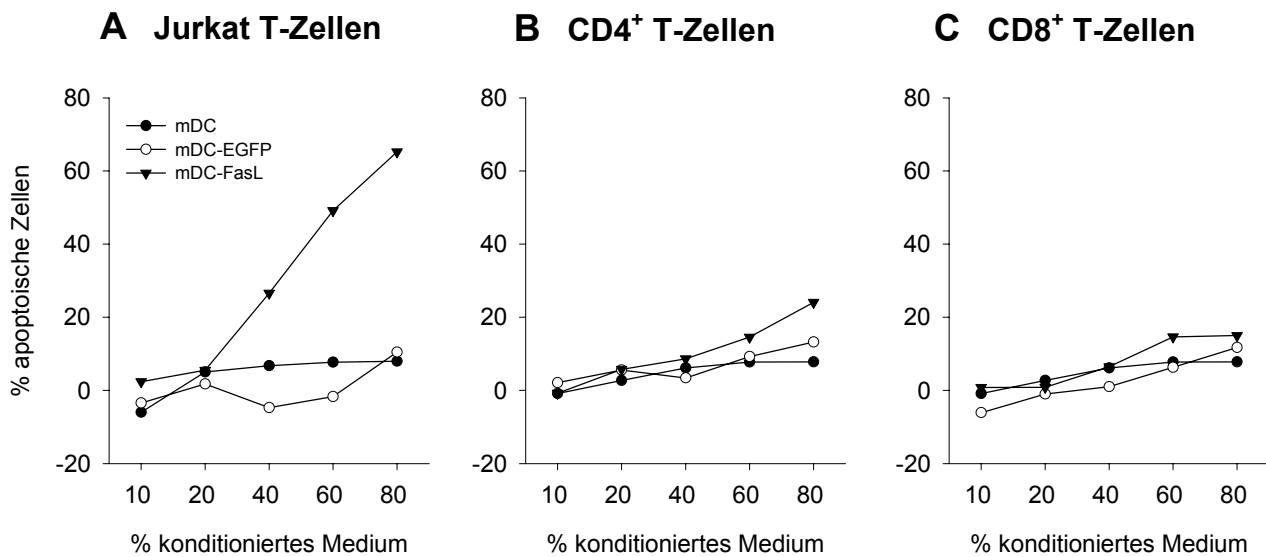 A Jurkat T-Zellen
B CD4+ T-Zellen
C CD8+ T-Zellen
% apoptoische Zellen
80
60
40
20
0
-20
mDC
mDC-EGFP
mDC-FasL
10 20 40 60 80
% konditioniertes Medium
80
60
40
20
0
-20
10 20 40 60 80
% konditioniertes Medium
80
60
40
20
0
-20
10 20 40 60 80
% konditioniertes Medium